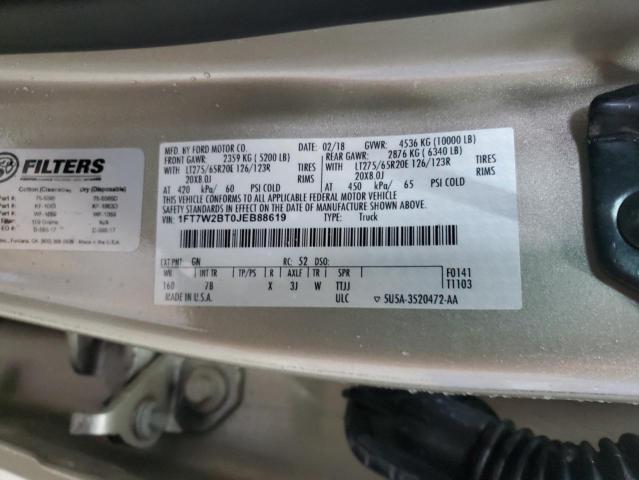 MFD. BY FORD MOTOR CO. 02/18 GVWR: 4536 KG (10000 LB)
FRONT GAWR: 2359 KG (5200 LB) REAR GAWR: 2876 KG (6340 LB)
WITH LT275/65R20E 126/123R TIRES WITH LT275/65R20E 126/123R TIRES
20X8.0J RIMS 20X8.0J RIMS
AT 420 kPa/ 60 PSI COLD AT 450 kPa/ 65 PSI COLD
THIS VEHICLE CONFORMS TO ALL APPLICABLE FEDERAL MOTOR VEHICLE
SAFETY STANDARDS IN EFFECT ON THE DATE OF MANUFACTURE SHOWN ABOVE.
VIN: 1FT7W2BT0JEB88619 TYPE: Truck
EXT PNT: GN RC: 52 DSO:
WB INT TR TP/PS R AXLE TR SPR F0141
160 7B X 3J W TTJJ T1103
MADE IN U.S.A. ULC 5U5A-3520472-AA
FILTERS